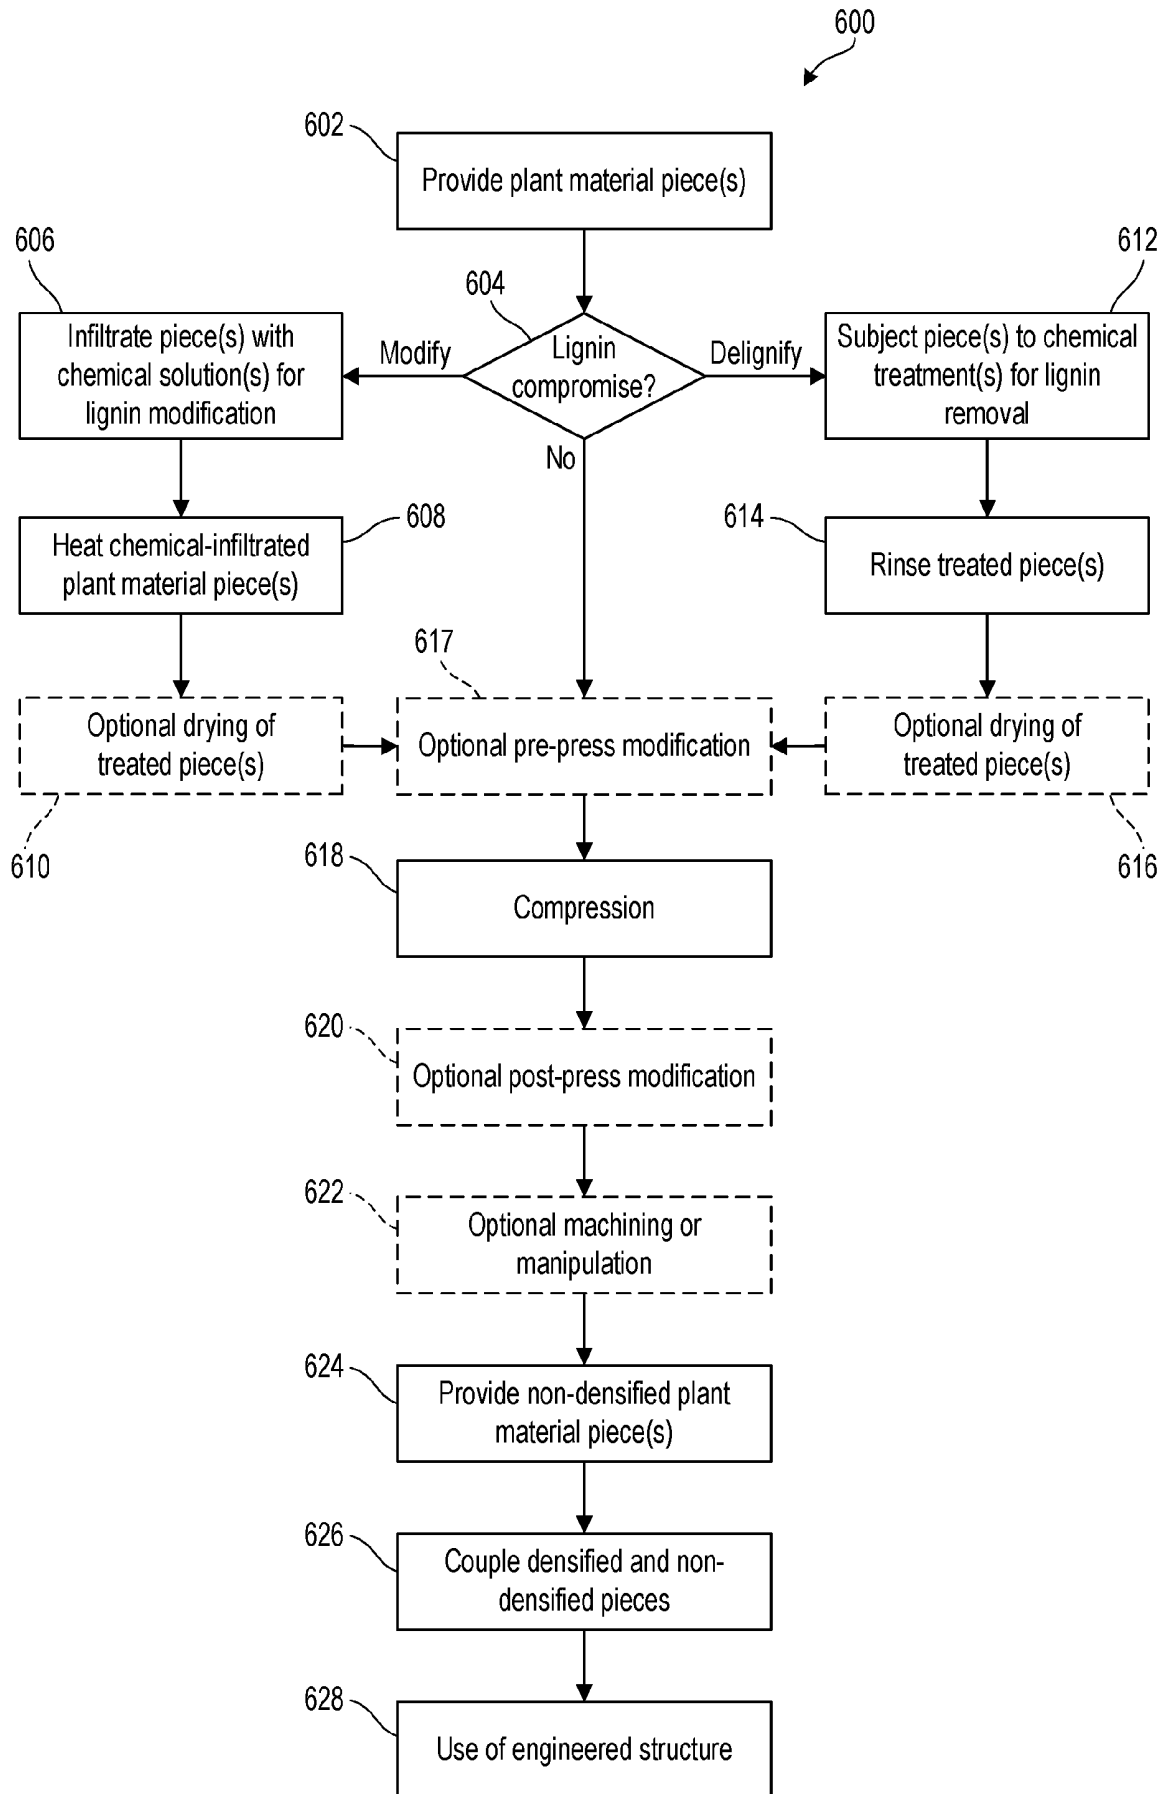 600
602
Provide plant material piece(s)
606
612
604
Infiltrate piece(s) with
chemical solution(s) for
lignin modification
Modify
Lignin
compromise?
Delignify
Subject piece(s) to chemical
treatment(s) for lignin
removal
No
608
614
Heat chemical-infiltrated
plant material piece(s)
Rinse treated piece(s)
617
Optional drying of
treated piece(s)
Optional pre-press modification
Optional drying of
treated piece(s)
610
616
618
Compression
620
Optional post-press modification
622
Optional machining or
manipulation
624
Provide non-densified plant
material piece(s)
626
Couple densified and non-
densified pieces
628
Use of engineered structure